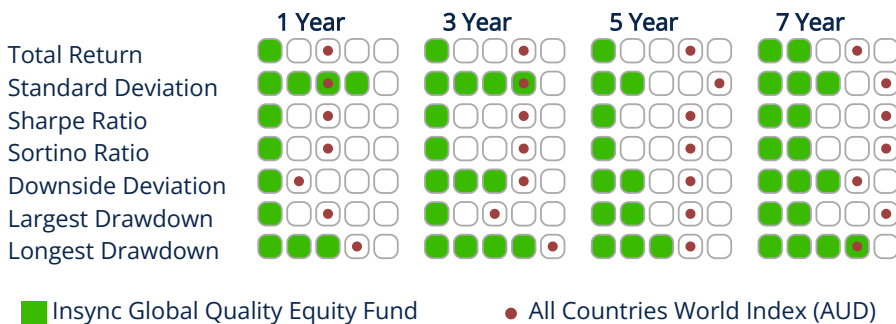 1 Year 3 Year 5 Year 7 Year
Total Return
Standard Deviation
Sharpe Ratio
Sortino Ratio
Downside Deviation
Largest Drawdown
Longest Drawdown
Insync Global Quality Equity Fund All Countries World Index (AUD)